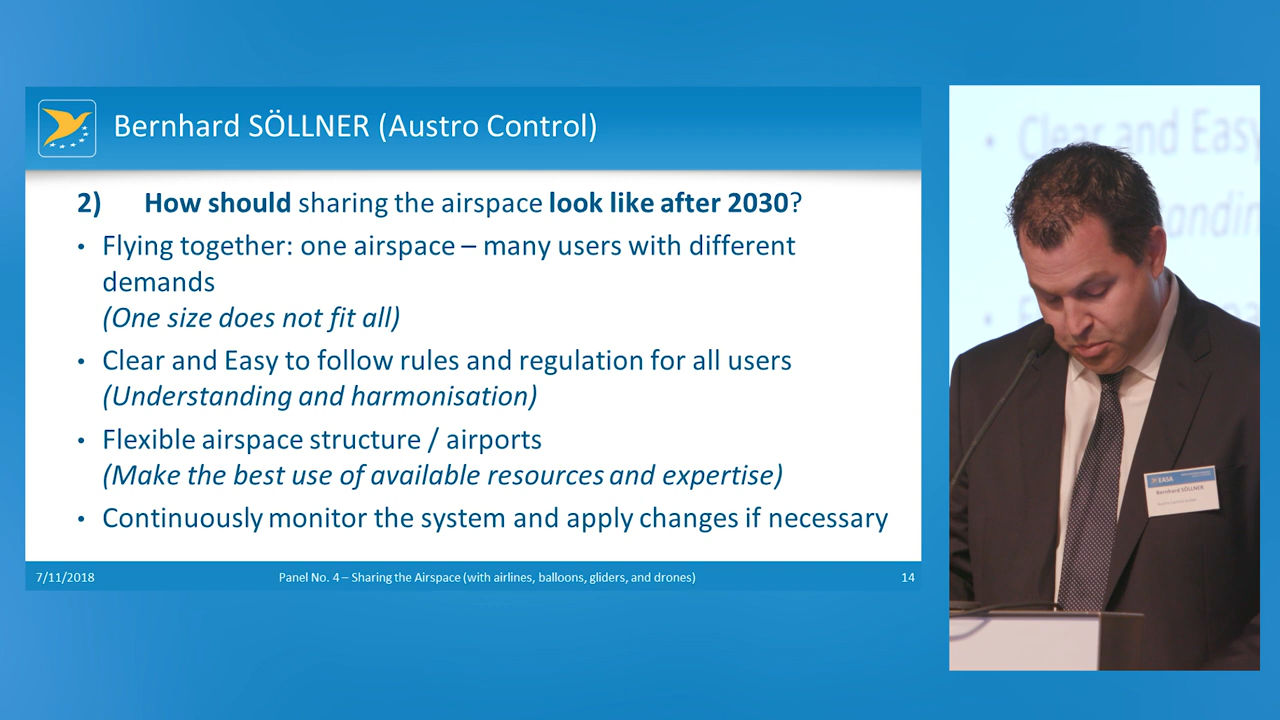 Bernhard SÖLLNER (Austro Control)
2) How should sharing the airspace look like after 2030?
• Flying together: one airspace – many users with different
demands
(One size does not fit all)
• Clear and Easy to follow rules and regulation for all users
(Understanding and harmonisation)
• Flexible airspace structure / airports
(Make the best use of available resources and expertise)
• Continuously monitor the system and apply changes if necessary
7/11/2018
Panel No. 4 – Sharing the Airspace (with airlines, balloons, gliders, and drones)
14
• Clear and Easy
EASA
Bernhard SÖLLNER